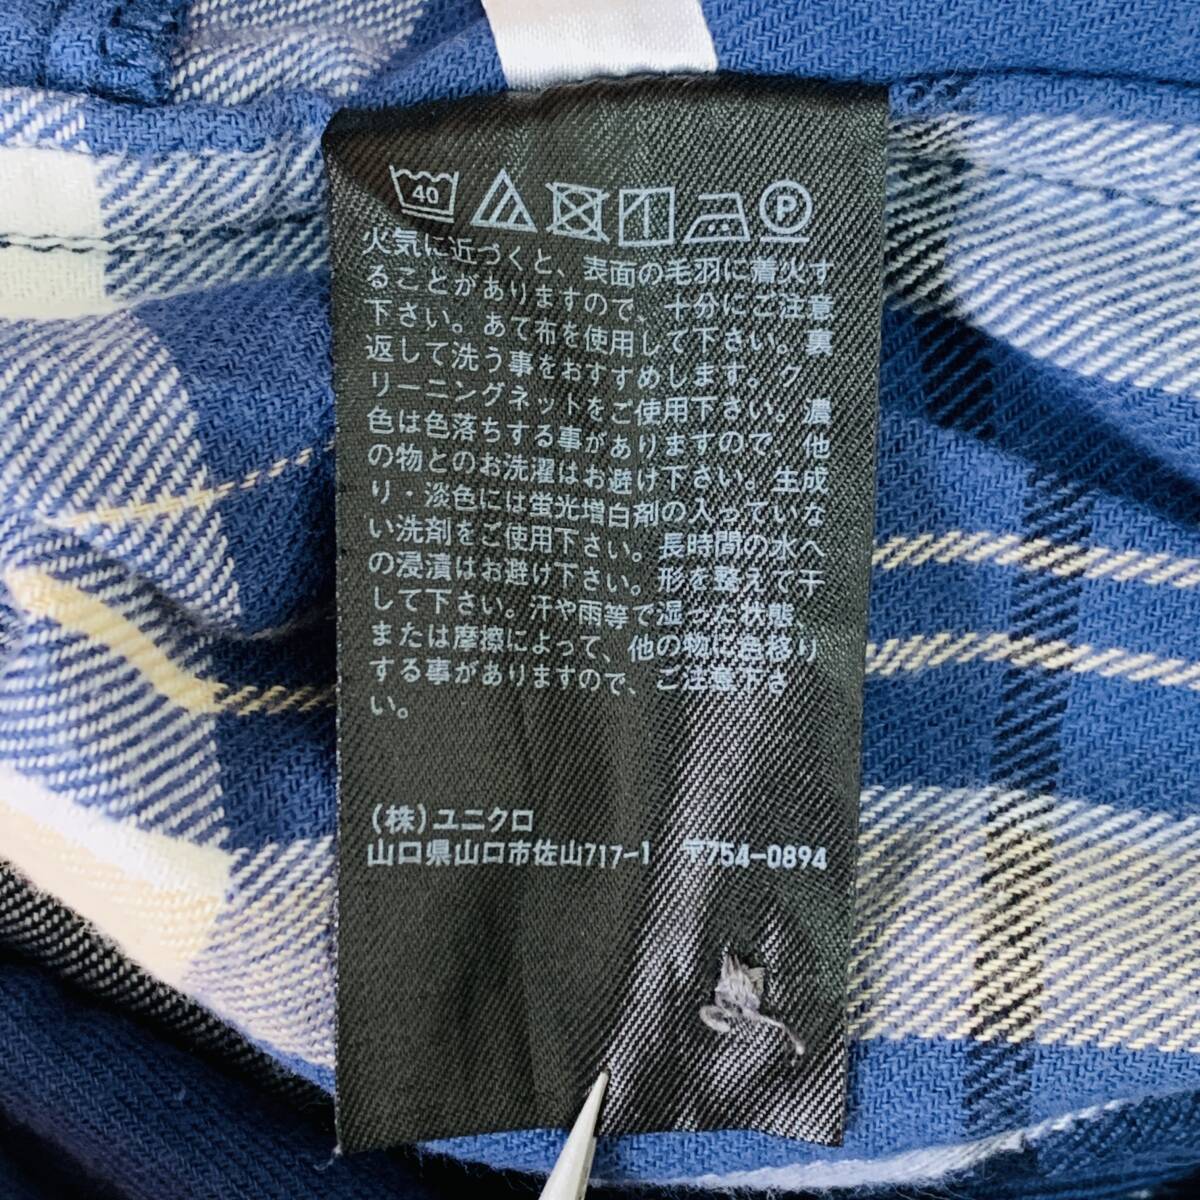 40 P
火気に近づくと、表面の毛羽に着火す
ることがありますので、十分にご注意
下さい。あて布を使用して下さい。裏
返して洗う事をおすすめします。ク
リーニングネットをご使用下さい。濃
色は色落ちする事がありますので、他
の物とのお洗濯はお避け下さい。生成
り・淡色には蛍光増白剤の入っていな
い洗剤をご使用下さい。長時間の水へ
の浸漬はお避け下さい。形を整えて干
して下さい。汗や雨等で湿った状態、
または摩擦によって、他の物に色移り
する事がありますので、ご注意下さ
い。
(株)ユニクロ
山口県山口市佐山717-1 〒754-0894